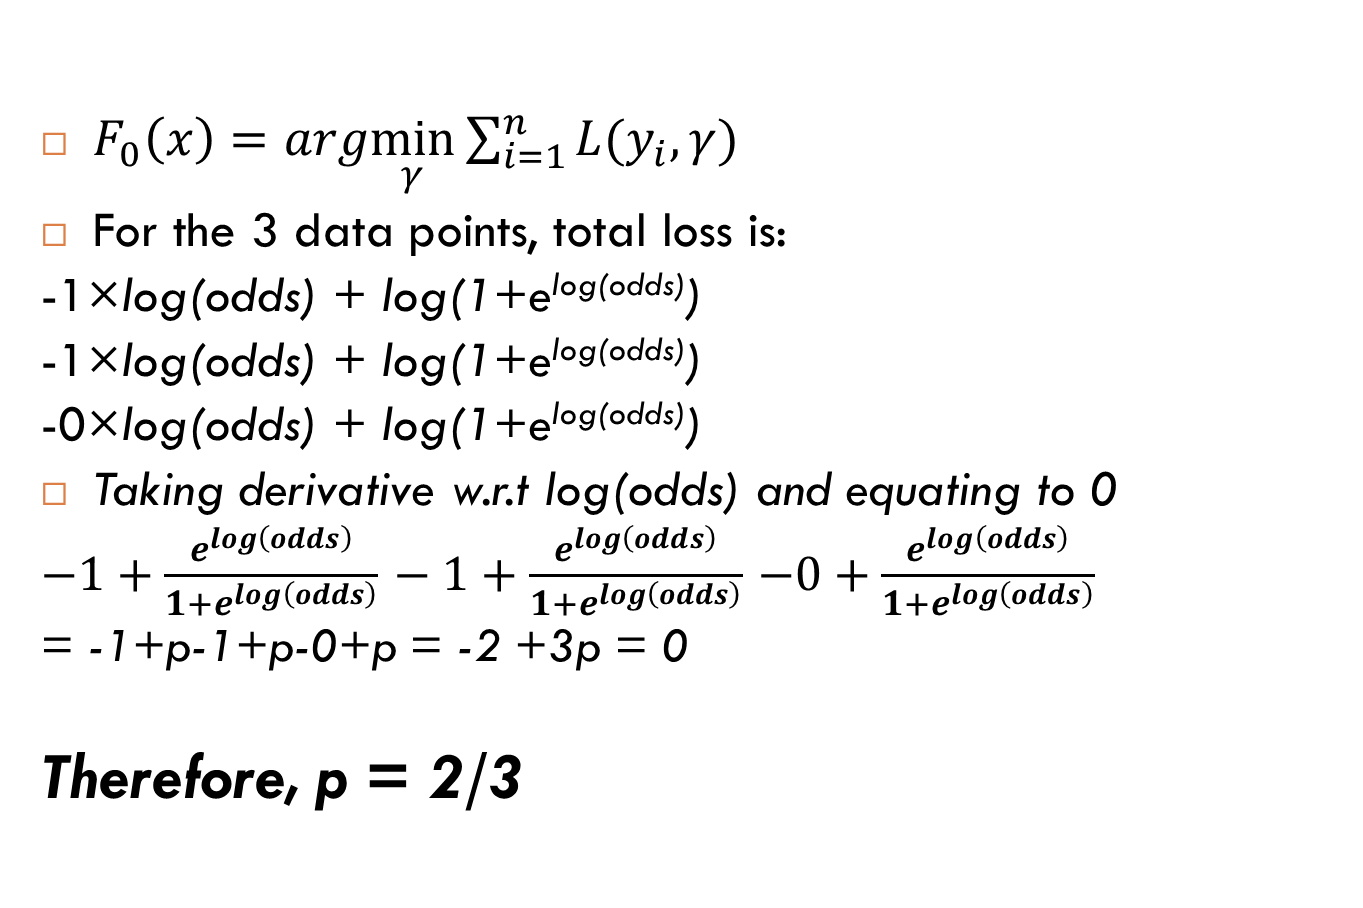 □ F₀(x) = argmin_γ ∑ⁿᵢ₌₁ L(yᵢ, γ)
□ For the 3 data points, total loss is:
-1×log(odds) + log(1+e^log(odds))
-1×log(odds) + log(1+e^log(odds))
-0×log(odds) + log(1+e^log(odds))
□ Taking derivative w.r.t log(odds) and equating to 0
−1 + e^log(odds)/(1+e^log(odds)) − 1 + e^log(odds)/(1+e^log(odds)) −0 + e^log(odds)/(1+e^log(odds))
= -1+p-1+p-0+p = -2 +3p = 0
Therefore, p = 2/3